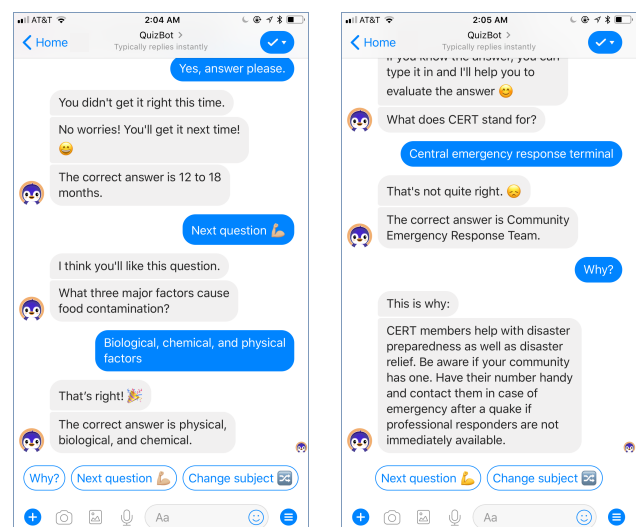 AT&T 2:04 AM
Home
QuizBot >
Typically replies instantly
Yes, answer please.
You didn't get it right this time.
No worries! You'll get it next time!
😄
The correct answer is 12 to 18
months.
Next question 💪🏼
I think you'll like this question.
What three major factors cause
food contamination?
Biological, chemical, and physical
factors
That's right! 🎉
The correct answer is physical,
biological, and chemical.
Why?
Next question 💪🏼
Change subject 🔀
Aa
AT&T 2:05 AM
Home
QuizBot >
Typically replies instantly
If you know the answer, you can
type it in and I'll help you to
evaluate the answer 😊
What does CERT stand for?
Central emergency response terminal
That's not quite right. 😞
The correct answer is Community
Emergency Response Team.
Why?
This is why:
CERT members help with disaster
preparedness as well as disaster
relief. Be aware if your community
has one. Have their number handy
and contact them in case of
emergency after a quake if
professional responders are not
immediately available.
Next question 💪
Change subject 🔀
Aa